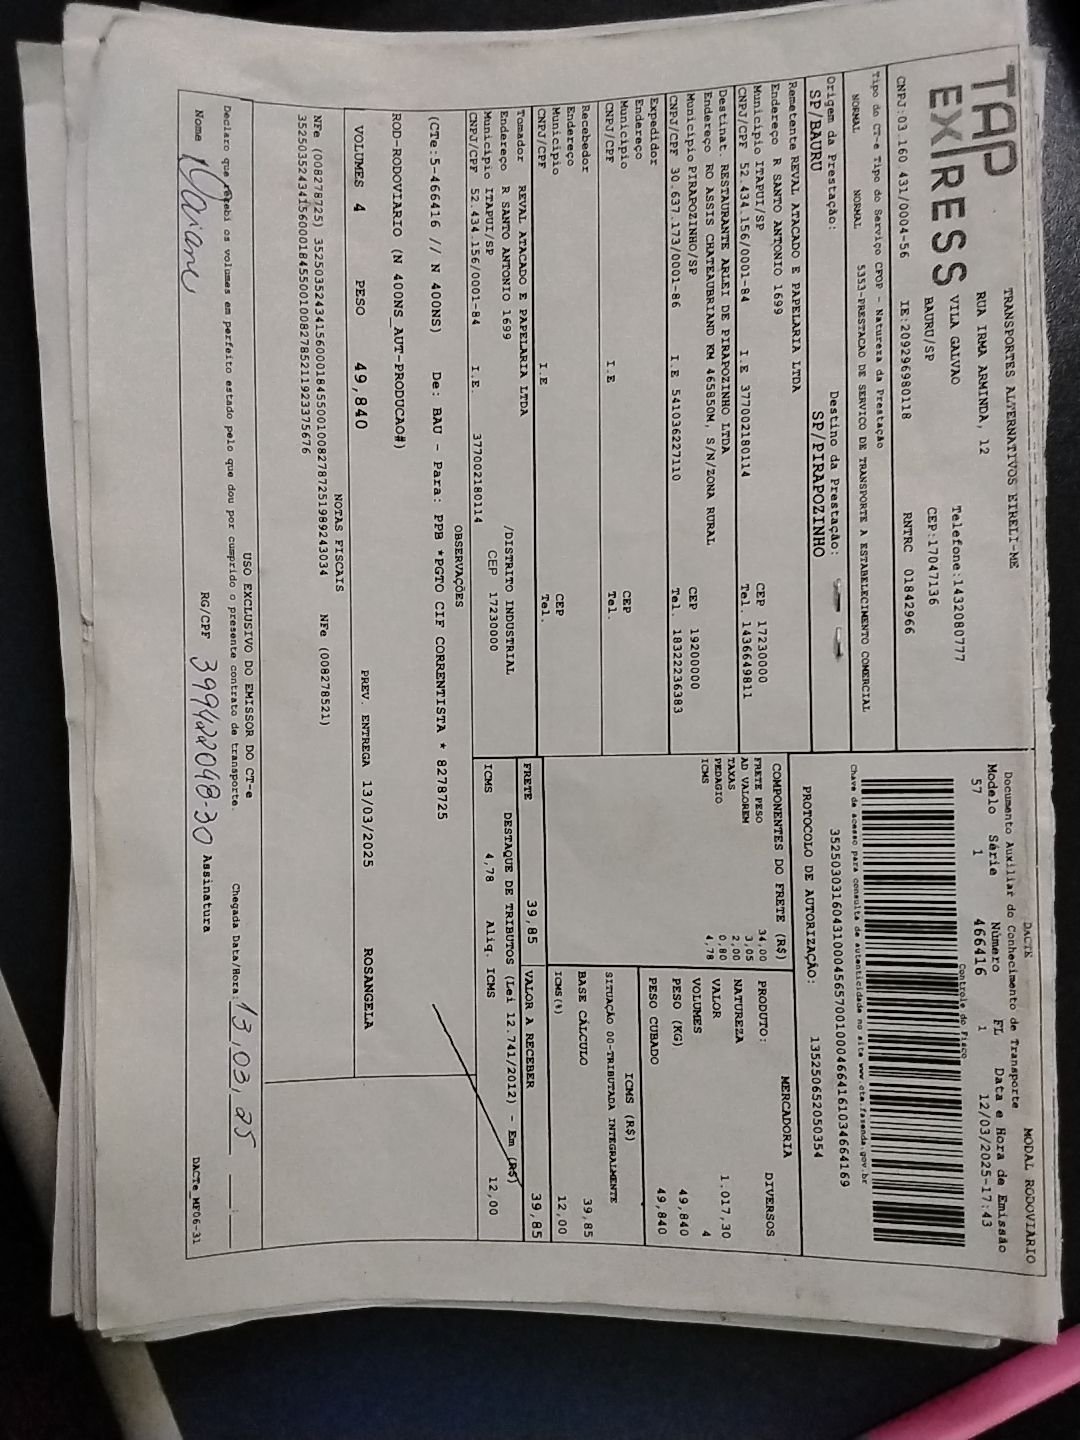 TAP
EXPRESS
TRANSPORTES ALTERNATIVOS EIRELI-ME
RUA IRMA ARMINDA, 12
VILA GALVAO
BAURU/SP
Telefone:1432080777
CEP:17047136
CNPJ:03.160.431/0004-56 IE:209296980118 RNTRC 01842966
DACTE MODAL RODOVIARIO
Documento Auxiliar do Conhecimento de Transporte
Modelo Série Número FL Data e Hora de Emissão
57 1 466416 1 12/03/2025-17:43
Controle do Fisco
Chave de acesso para consulta de autenticidade no site www.cte.fazenda.gov.br
35250303160431000456570010004664161034664169
PROTOCOLO DE AUTORIZAÇÃO: 135250652050354
Tipo do CT-e Tipo do Serviço CFOP - Natureza da Prestação
NORMAL NORMAL 5353-PRESTACAO DE SERVICO DE TRANSPORTE A ESTABELECIMENTO COMERCIAL
Origem da Prestação: Destino da Prestação:
SP/BAURU SP/PIRAPOZINHO
Remetente REVAL ATACADO E PAPELARIA LTDA
Endereço R SANTO ANTONIO 1699
Município ITAPUI/SP CEP 17230000
CNPJ/CPF 52.434.156/0001-84 I.E 377002180114 Tel. 1436649811
Destinat. RESTAURANTE ARLEI DE PIRAPOZINHO LTDA
Endereço RO ASSIS CHATEAUBRIAND KM 465850M, S/N/ZONA RURAL
Município PIRAPOZINHO/SP CEP 19200000
CNPJ/CPF 30.637.173/0001-86 I.E 541036227110 Tel. 18322236383
Expedidor
Endereço
Município CEP
CNPJ/CPF I.E Tel.
Recebedor
Endereço
Município CEP
CNPJ/CPF I.E Tel.
Tomador REVAL ATACADO E PAPELARIA LTDA
Endereço R SANTO ANTONIO 1699 /DISTRITO INDUSTRIAL
Município ITAPUI/SP CEP 17230000
CNPJ/CPF 52.434.156/0001-84 I.E. 377002180114
COMPONENTES DO FRETE (R$)
FRETE PESO 34,00
AD VALOREM 3,05
TAXAS 2,00
PEDAGIO 0,80
ICMS 4,78
MERCADORIA
PRODUTO: DIVERSOS
NATUREZA
VALOR 1.017,30
VOLUMES 4
PESO (KG) 49,840
PESO CUBADO 49,840
ICMS (R$)
SITUAÇÃO 00-TRIBUTADA INTEGRALMENTE
BASE CÁLCULO 39,85
ICMS(%) 12,00
FRETE 39,85 VALOR A RECEBER 39,85
DESTAQUE DE TRIBUTOS (Lei 12.741/2012) - Em (R$)
ICMS 4,78 Aliq. ICMS 12,00
OBSERVAÇÕES
(CTe:5-466416 // N 400NS) De: BAU - Para: PPB *PGTO CIF CORRENTISTA * 8278725
ROD-RODOVIARIO (N 400NS_AUT-PRODUCAO#)
VOLUMES 4 PESO 49,840 PREV. ENTREGA 13/03/2025 ROSANGELA
NOTAS FISCAIS
NFe (008278725) 35250352434156000184550010082787251989243034 NFe (008278521)
35250352434156000184550010082785211923375676
USO EXCLUSIVO DO EMISSOR DO CT-e
Declaro que recebi os volumes em perfeito estado pelo que dou por cumprido o presente contrato de transporte. Chegada Data/Hora: 13,03,25
Nome Mariane RG/CPF 399422098-30 Assinatura
DACTe_MF06-31